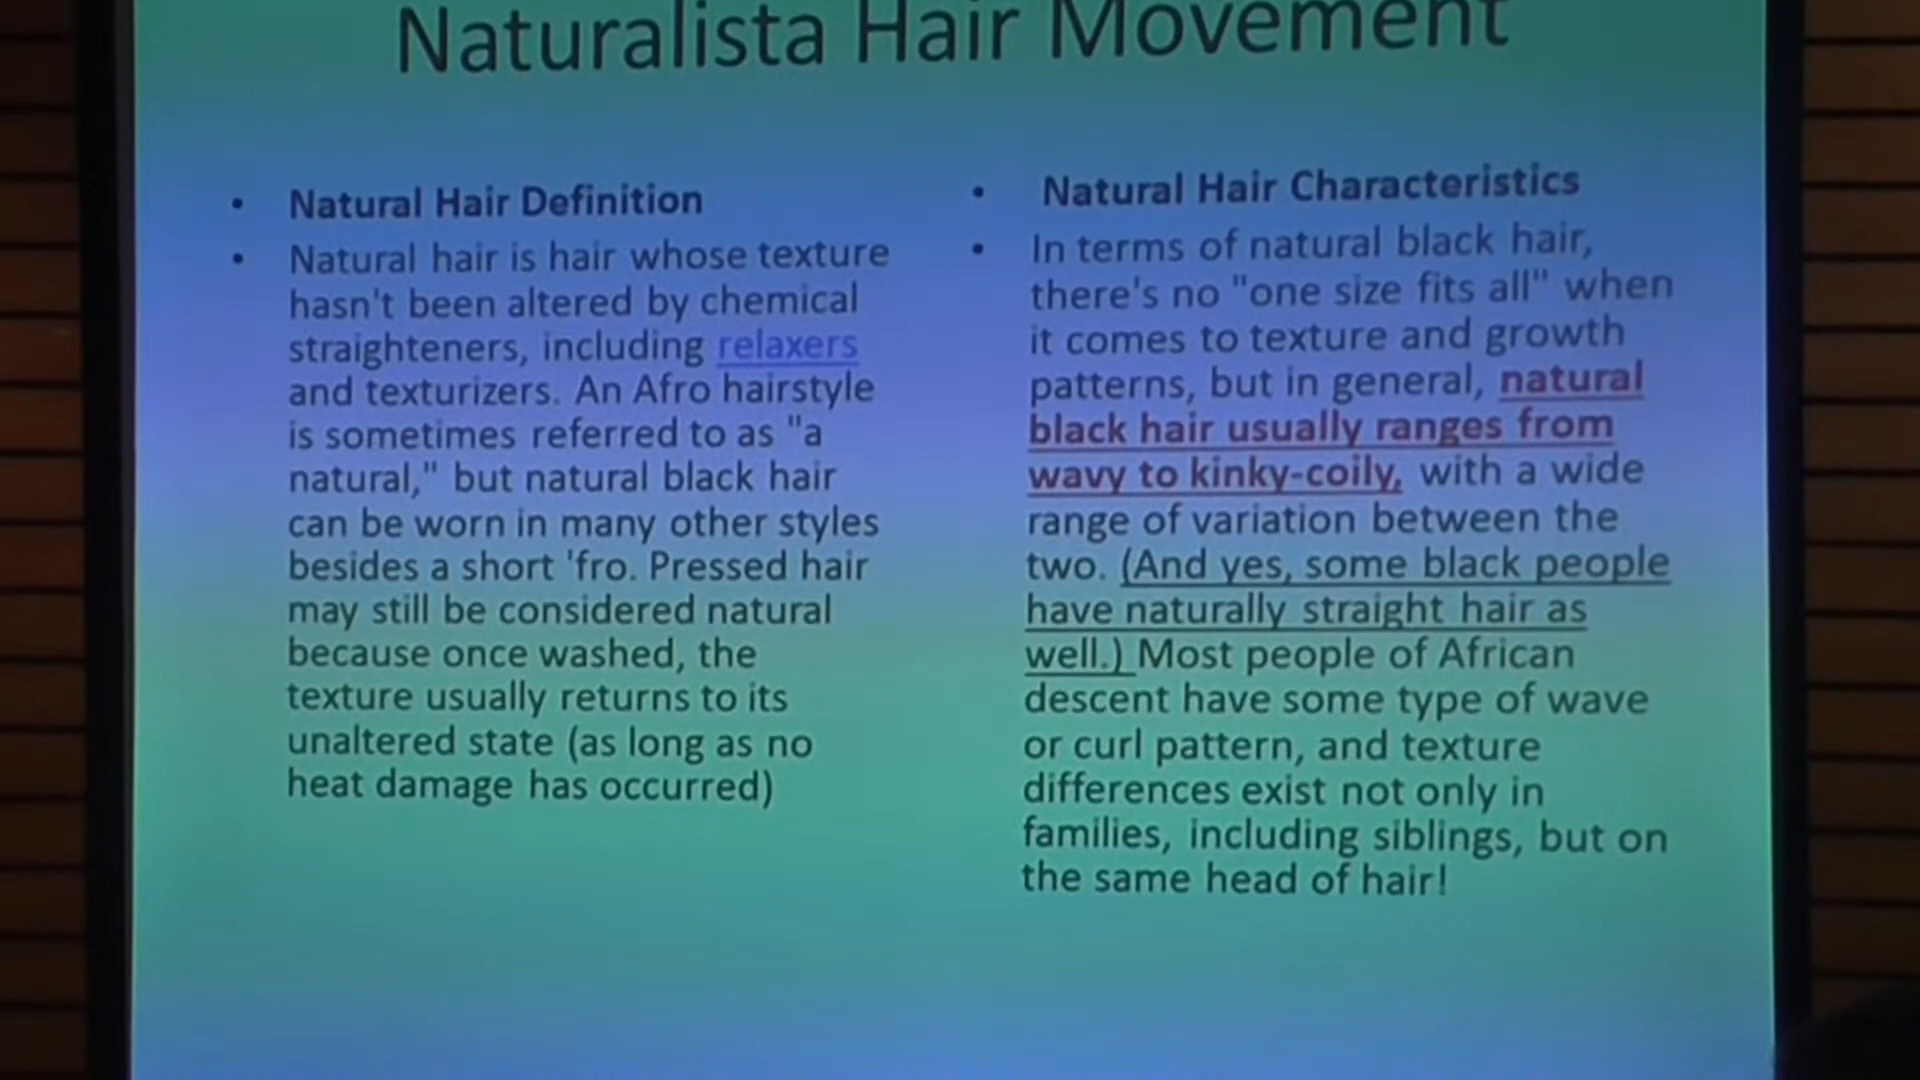 Naturalista Hair Movement
• Natural Hair Definition
• Natural hair is hair whose texture
hasn't been altered by chemical
straighteners, including relaxers
and texturizers. An Afro hairstyle
is sometimes referred to as "a
natural," but natural black hair
can be worn in many other styles
besides a short 'fro. Pressed hair
may still be considered natural
because once washed, the
texture usually returns to its
unaltered state (as long as no
heat damage has occurred)
• Natural Hair Characteristics
• In terms of natural black hair,
there's no "one size fits all" when
it comes to texture and growth
patterns, but in general, natural
black hair usually ranges from
wavy to kinky-coily, with a wide
range of variation between the
two. (And yes, some black people
have naturally straight hair as
well.) Most people of African
descent have some type of wave
or curl pattern, and texture
differences exist not only in
families, including siblings, but on
the same head of hair!